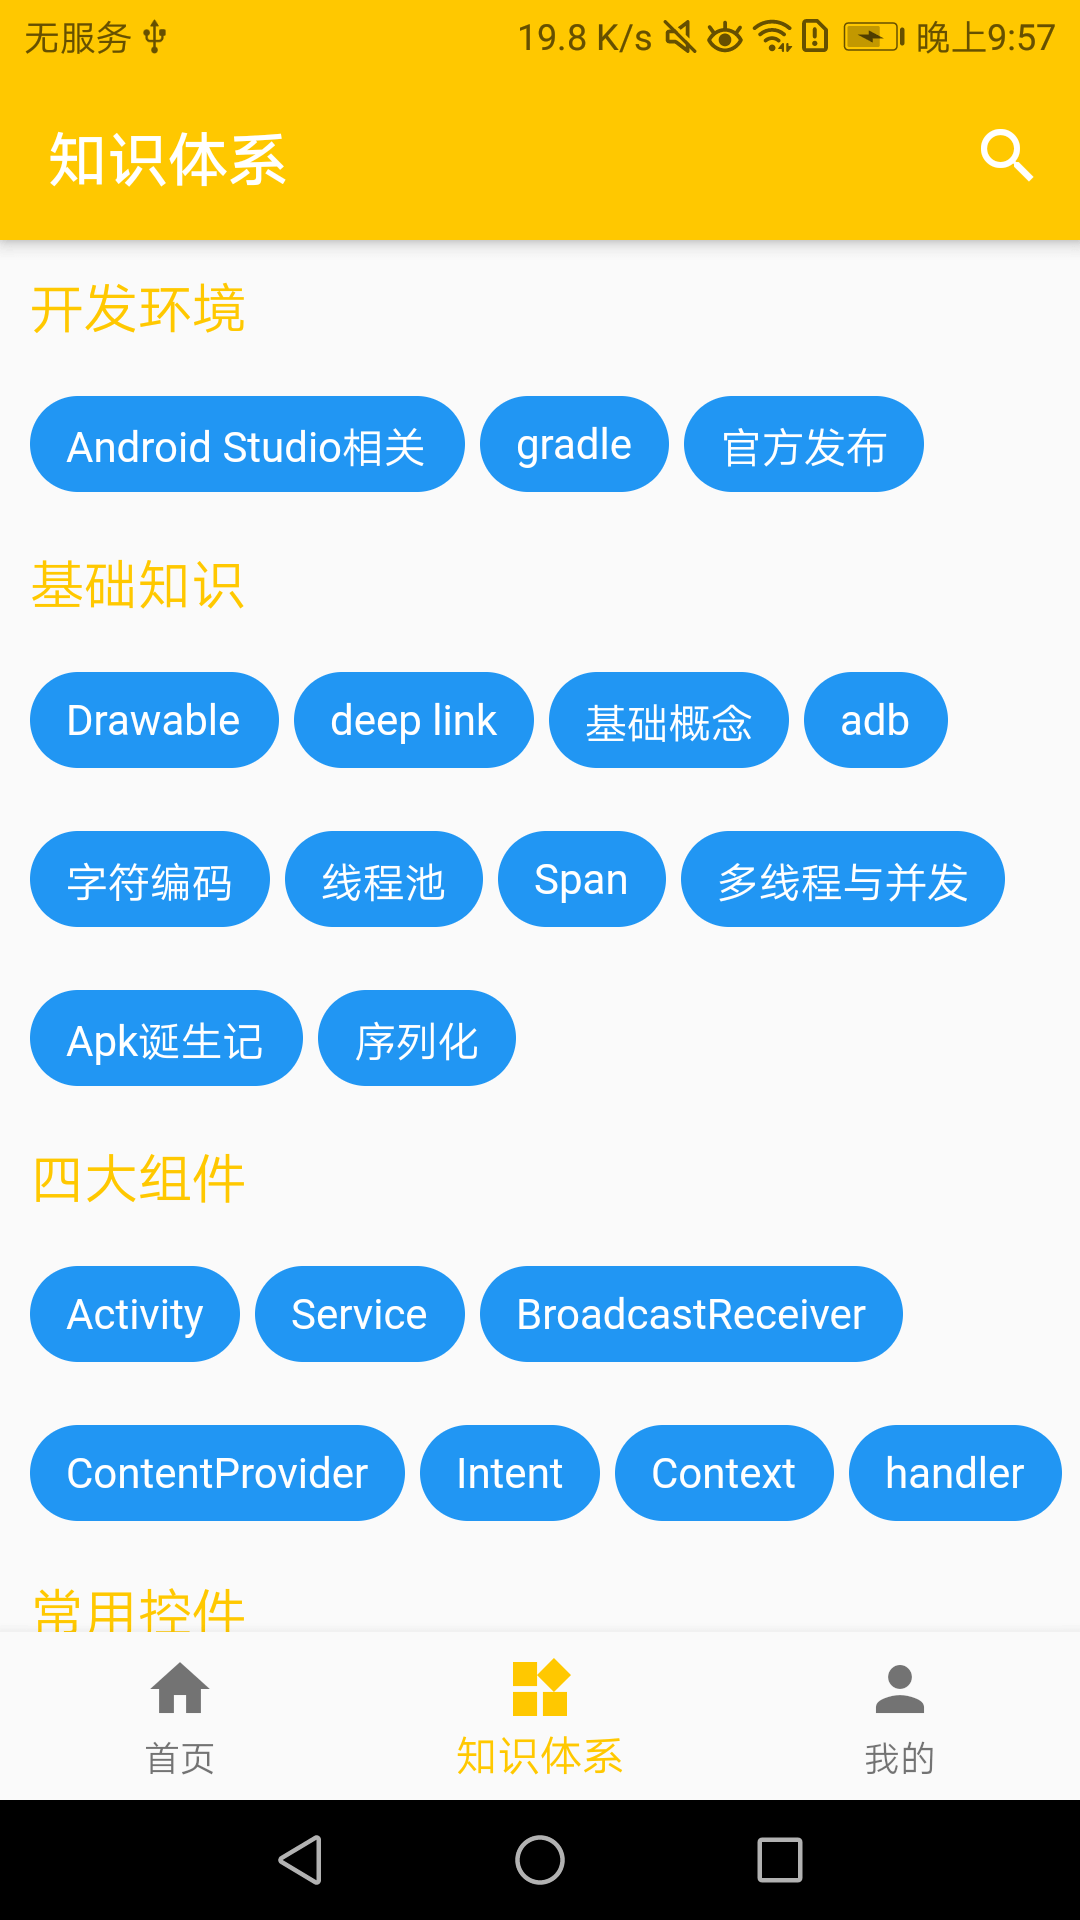 无服务 19.8 K/s 晚上9:57
知识体系
开发环境
Android Studio相关 gradle 官方发布
基础知识
Drawable deep link 基础概念 adb
字符编码 线程池 Span 多线程与并发
Apk诞生记 序列化
四大组件
Activity Service BroadcastReceiver
ContentProvider Intent Context handler
常用控件
首页 知识体系 我的